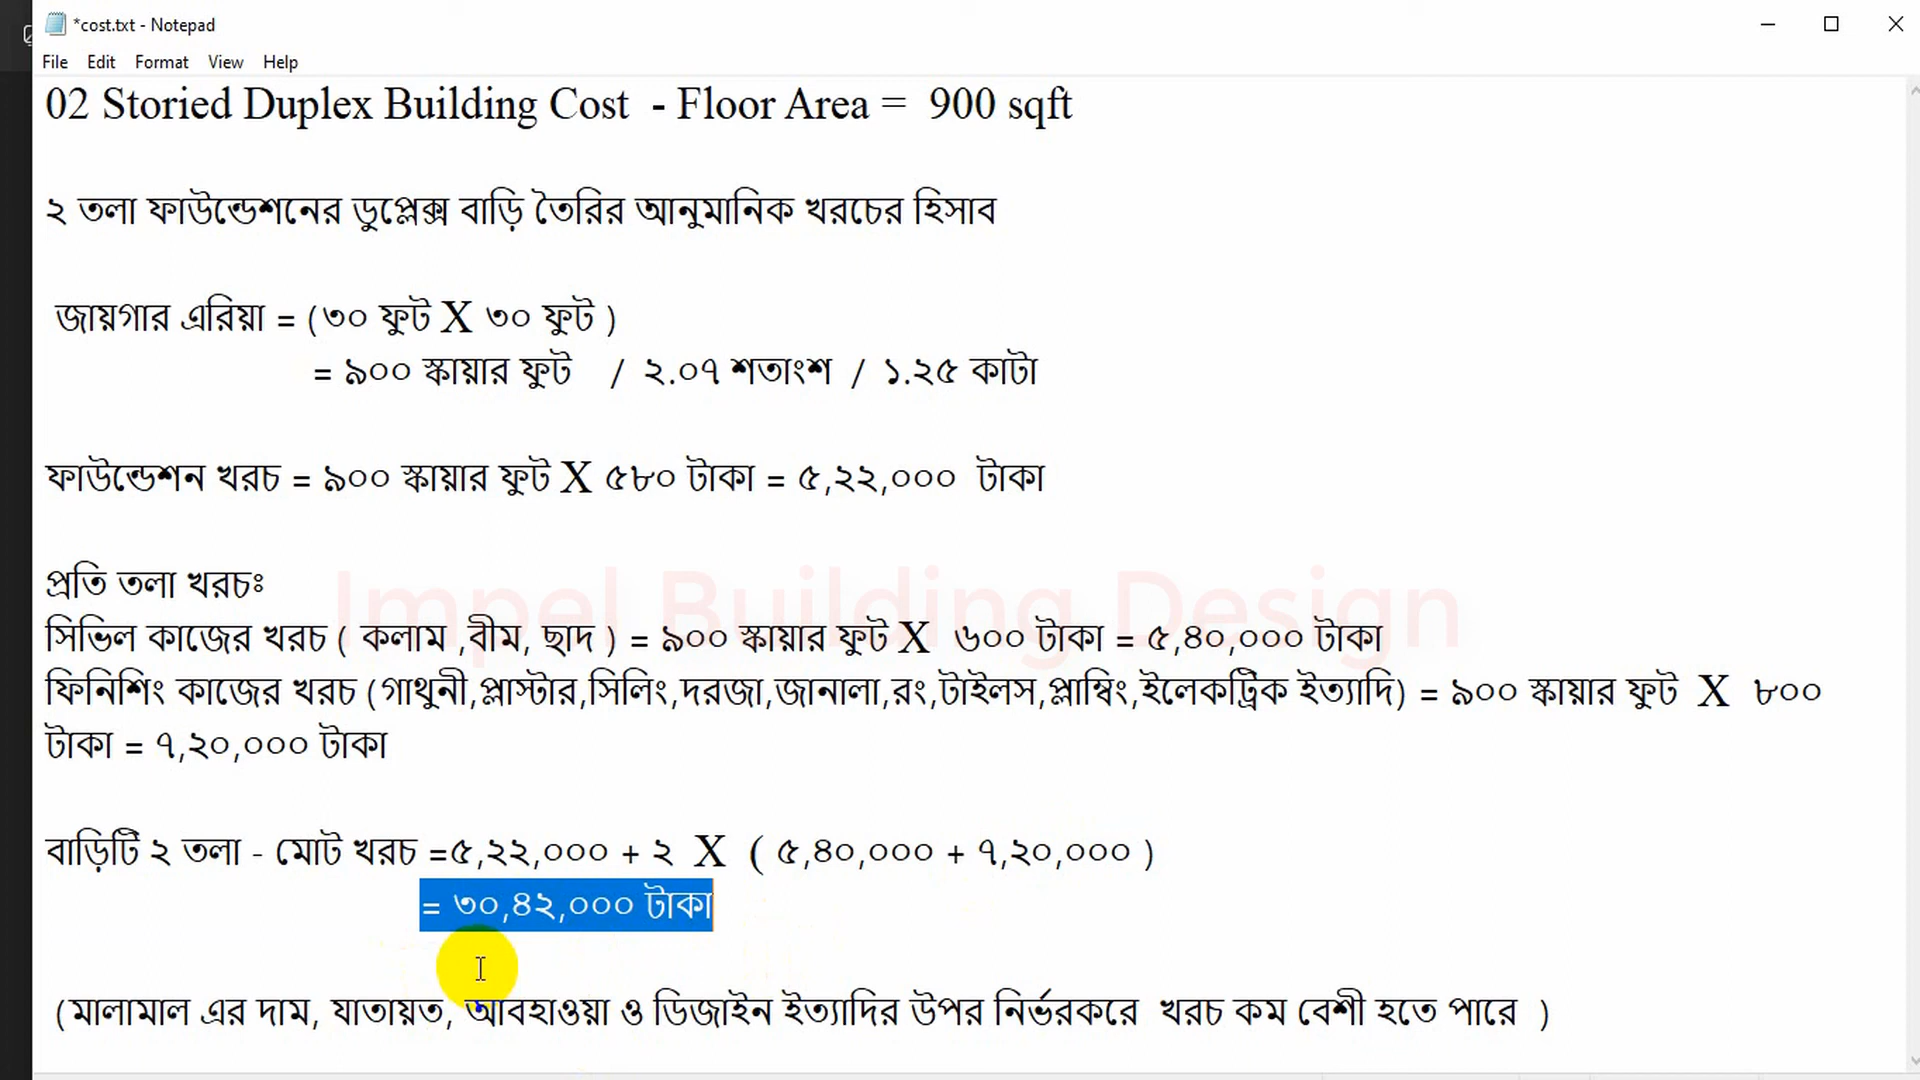 *cost.txt - Notepad
File Edit Format View Help
02 Storied Duplex Building Cost - Floor Area = 900 sqft
২ তলা ফাউন্ডেশনের ডুপ্লেক্স বাড়ি তৈরির আনুমানিক খরচের হিসাব
জায়গার এরিয়া = (৩০ ফুট X ৩০ ফুট )
= ৯০০ স্কায়ার ফুট / ২.০৭ শতাংশ / ১.২৫ কাটা
ফাউন্ডেশন খরচ = ৯০০ স্কায়ার ফুট X ৫৮০ টাকা = ৫,২২,০০০ টাকা
প্রতি তলা খরচঃ
Impel Building Design
সিভিল কাজের খরচ ( কলাম ,বীম, ছাদ ) = ৯০০ স্কায়ার ফুট X ৬০০ টাকা = ৫,৪০,০০০ টাকা
ফিনিশিং কাজের খরচ (গাথুনী,প্লাস্টার,সিলিং,দরজা,জানালা,রং,টাইলস,প্লাম্বিং,ইলেকট্রিক ইত্যাদি) = ৯০০ স্কায়ার ফুট X ৮০০
টাকা = ৭,২০,০০০ টাকা
বাড়িটি ২ তলা - মোট খরচ =৫,২২,০০০ + ২ X ( ৫,৪০,০০০ + ৭,২০,০০০ )
= ৩০,৪২,০০০ টাকা
(মালামাল এর দাম, যাতায়ত, আবহাওয়া ও ডিজাইন ইত্যাদির উপর নির্ভরকরে খরচ কম বেশী হতে পারে )